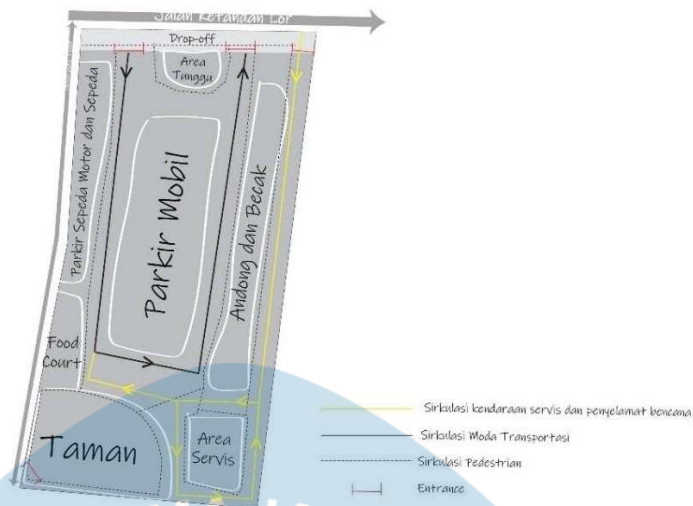 Jalan Ketandan Lor
Drop-off
Area
Tunggu
Parkir Sepeda Motor dan Sepeda
Parkir Mobil
Andong dan Becak
Food
Court
Taman
Area
Servis
Sirkulasi kendaraan servis dan penyelamat bencana
Sirkulasi Moda Transportasi
Sirkulasi Pedestrian
Entrance